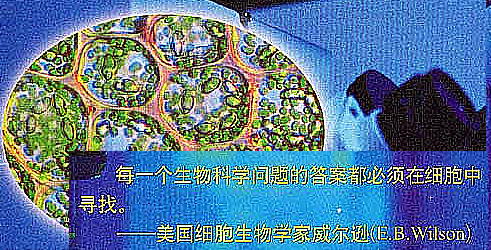 每一个生物科学问题的答案都必须在细胞中
寻找。
——美国细胞生物学家威尔逊(E.B.Wilson)